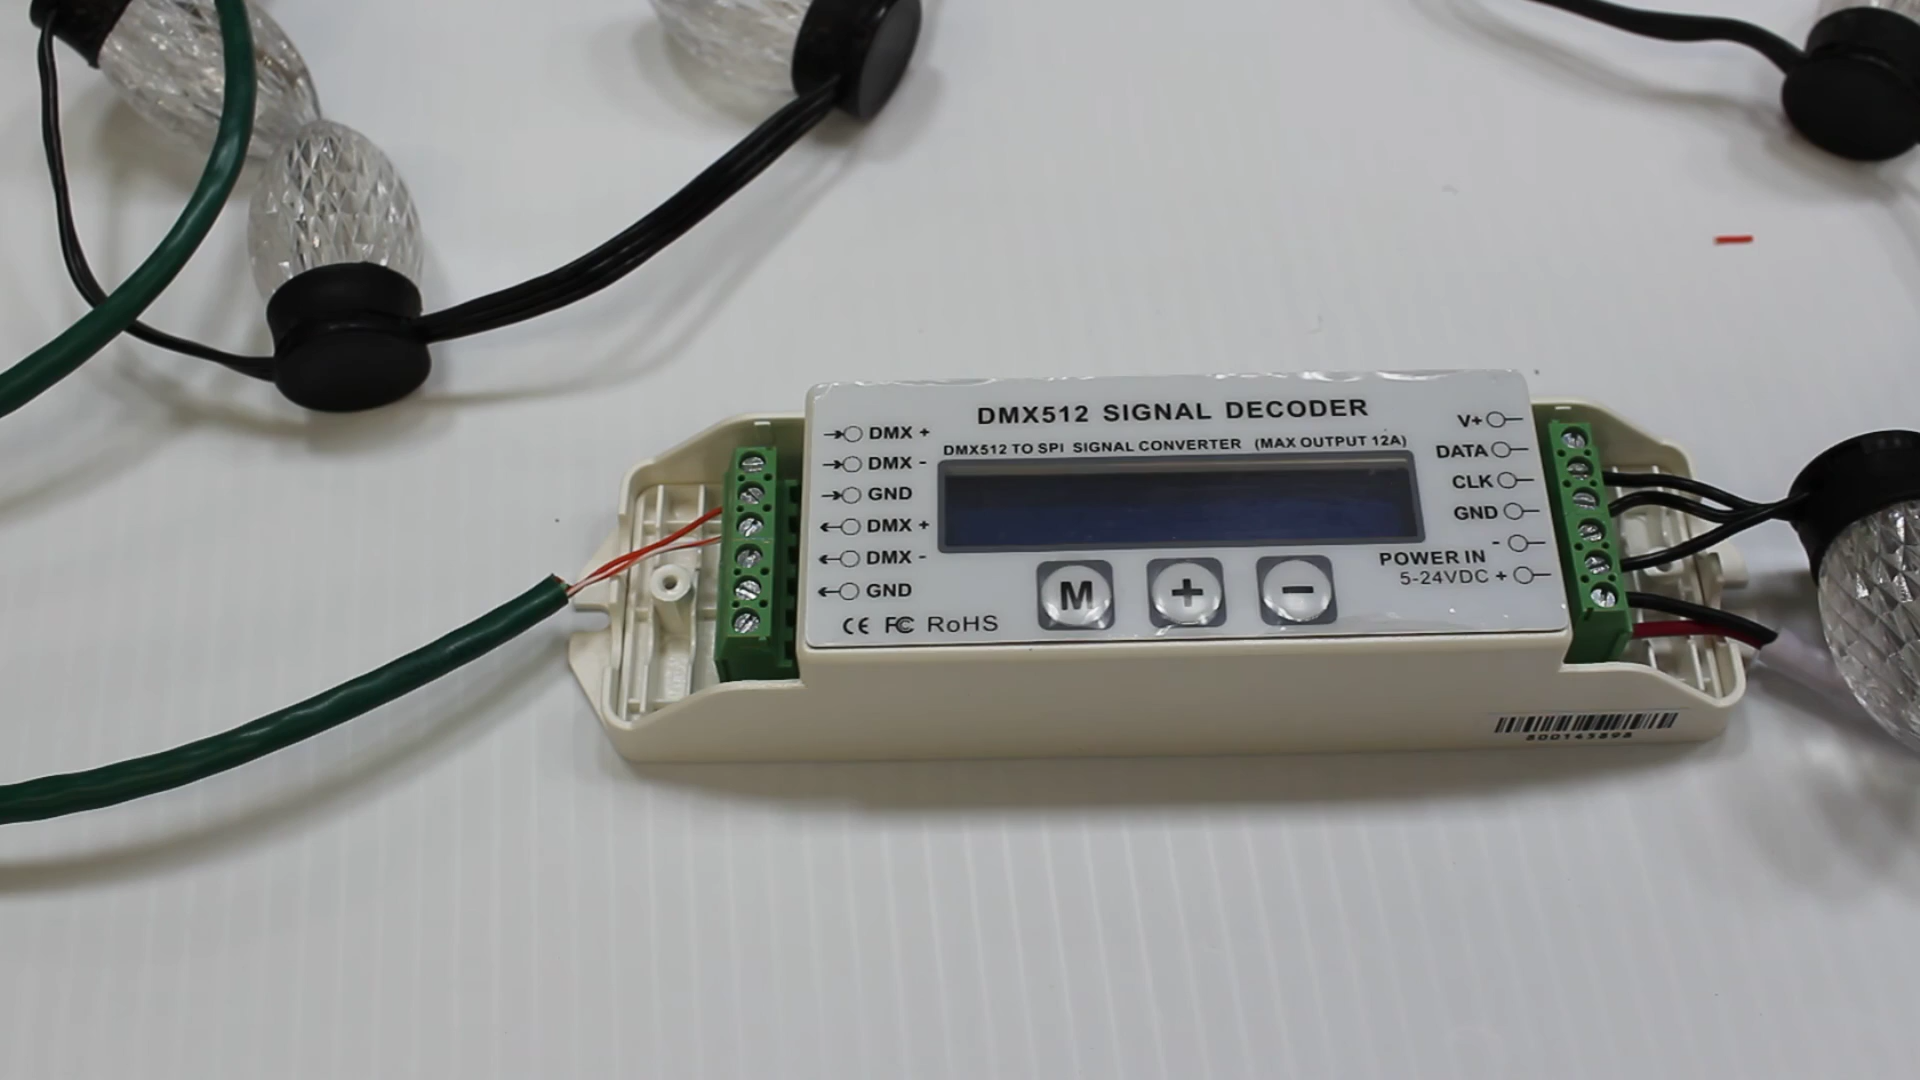 DMX512 SIGNAL DECODER
DMX512 TO SPI SIGNAL CONVERTER (MAX OUTPUT 12A)
DMX +
DMX -
GND
DMX +
DMX -
GND
CE FC RoHS
M + −
V+
DATA
CLK
GND
-
POWER IN
5-24VDC +